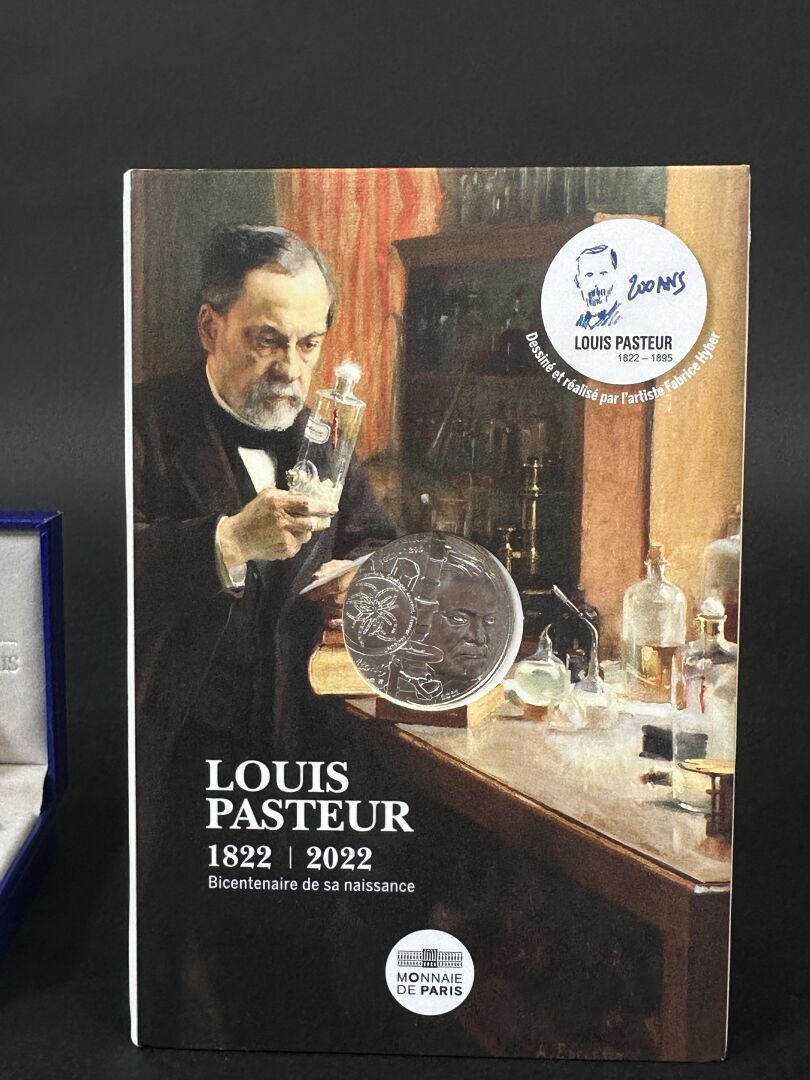 200 ANS
LOUIS PASTEUR
1822 – 1895
Dessiné et réalisé par l'artiste Fabrice Hyber
LOUIS
PASTEUR
1822 | 2022
Bicentenaire de sa naissance
MONNAIE
DE PARIS